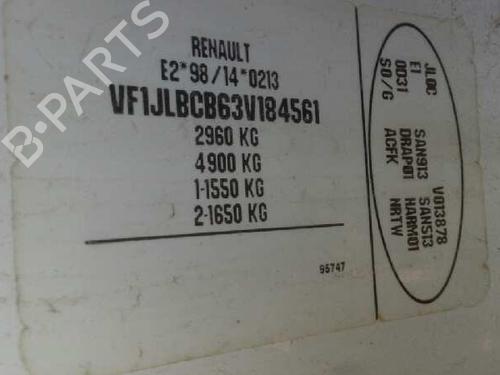 RENAULT
E2*98/14*0213
VF1JLBCB63V184561
2960 KG
4900 KG
1-1550 KG
2-1650 KG
95747
JL0C
E1
0031
S0/G
SAN913
DRAP01
ACFK
V013878
SAN513
HARM01
NRTW
B-PARTS